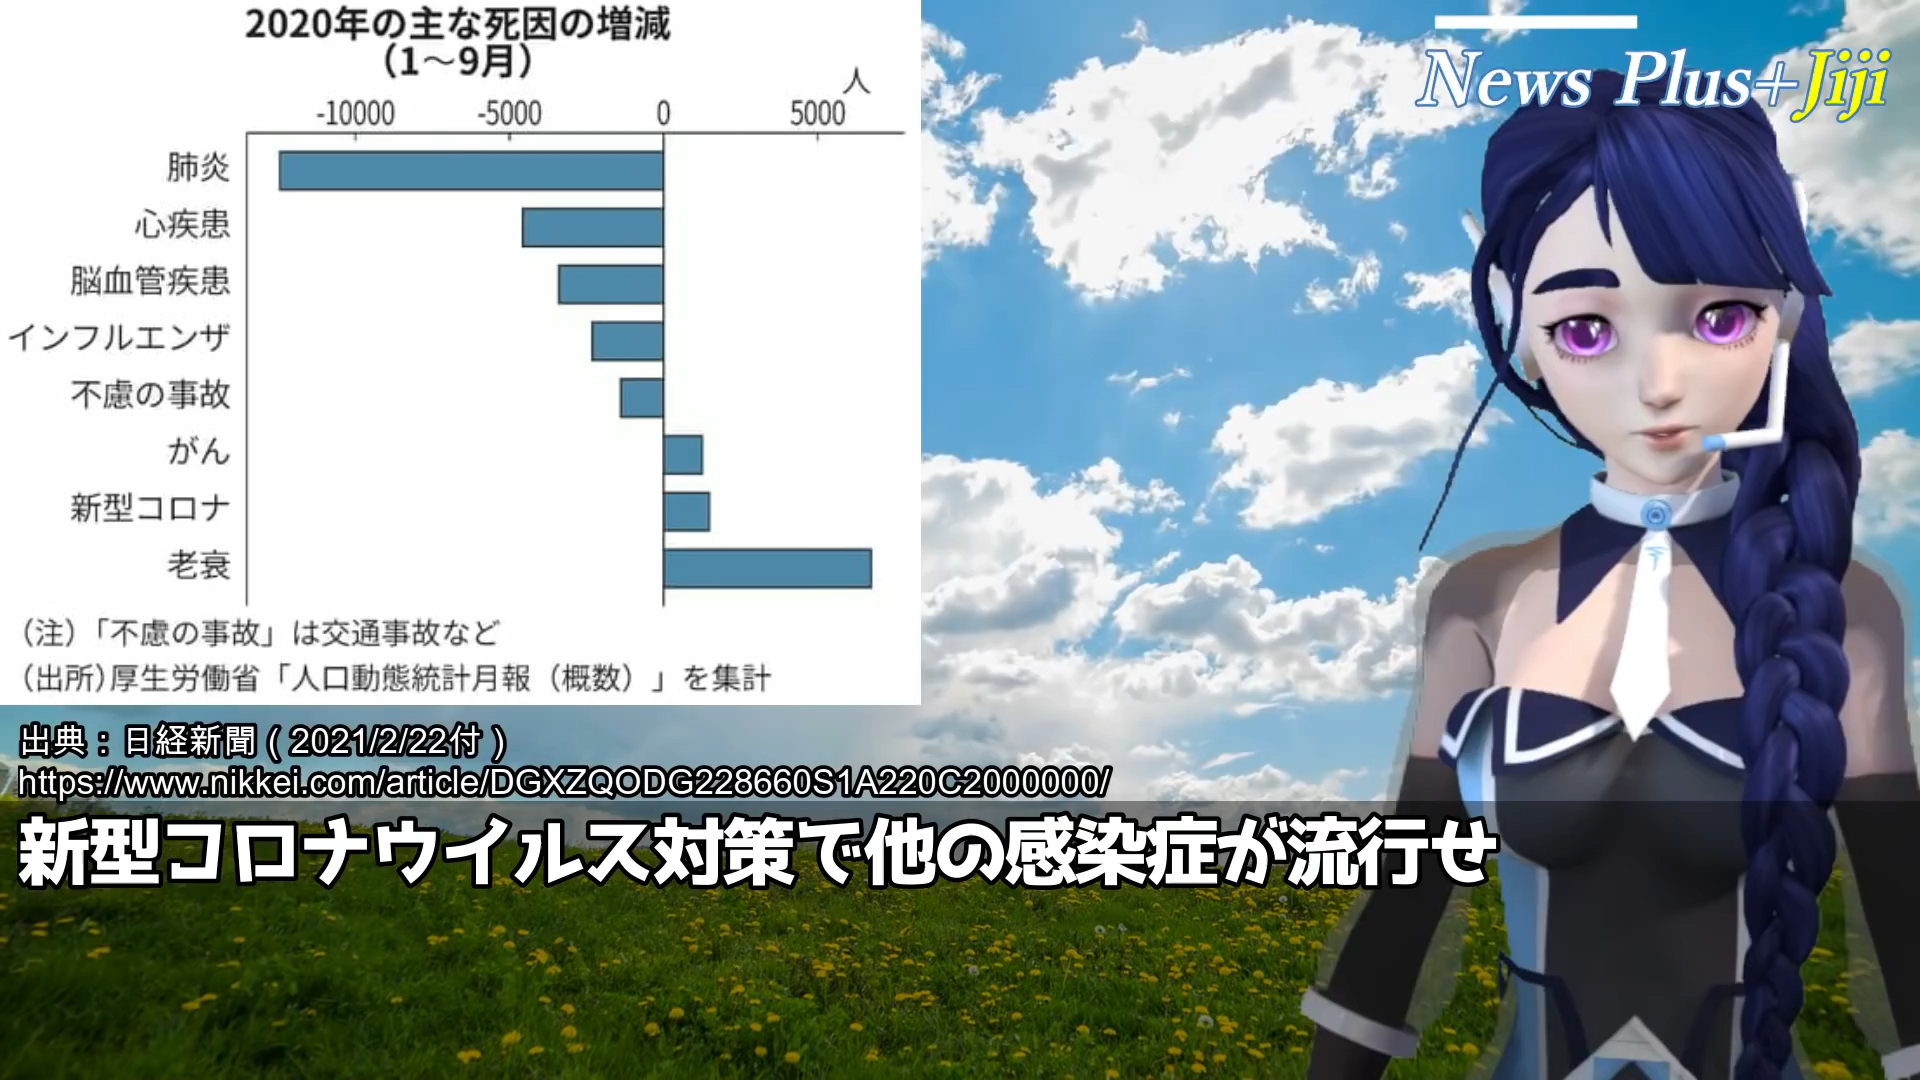 2020年の主な死因の増減
（1～9月）
人
-10000 -5000 0 5000
肺炎
心疾患
脳血管疾患
インフルエンザ
不慮の事故
がん
新型コロナ
老衰
（注）「不慮の事故」は交通事故など
（出所）厚生労働省「人口動態統計月報（概数）」を集計
News Plus+Jiji
出典：日経新聞（2021/2/22付）
https://www.nikkei.com/article/DGXZQODG228660S1A220C2000000/
新型コロナウイルス対策で他の感染症が流行せ